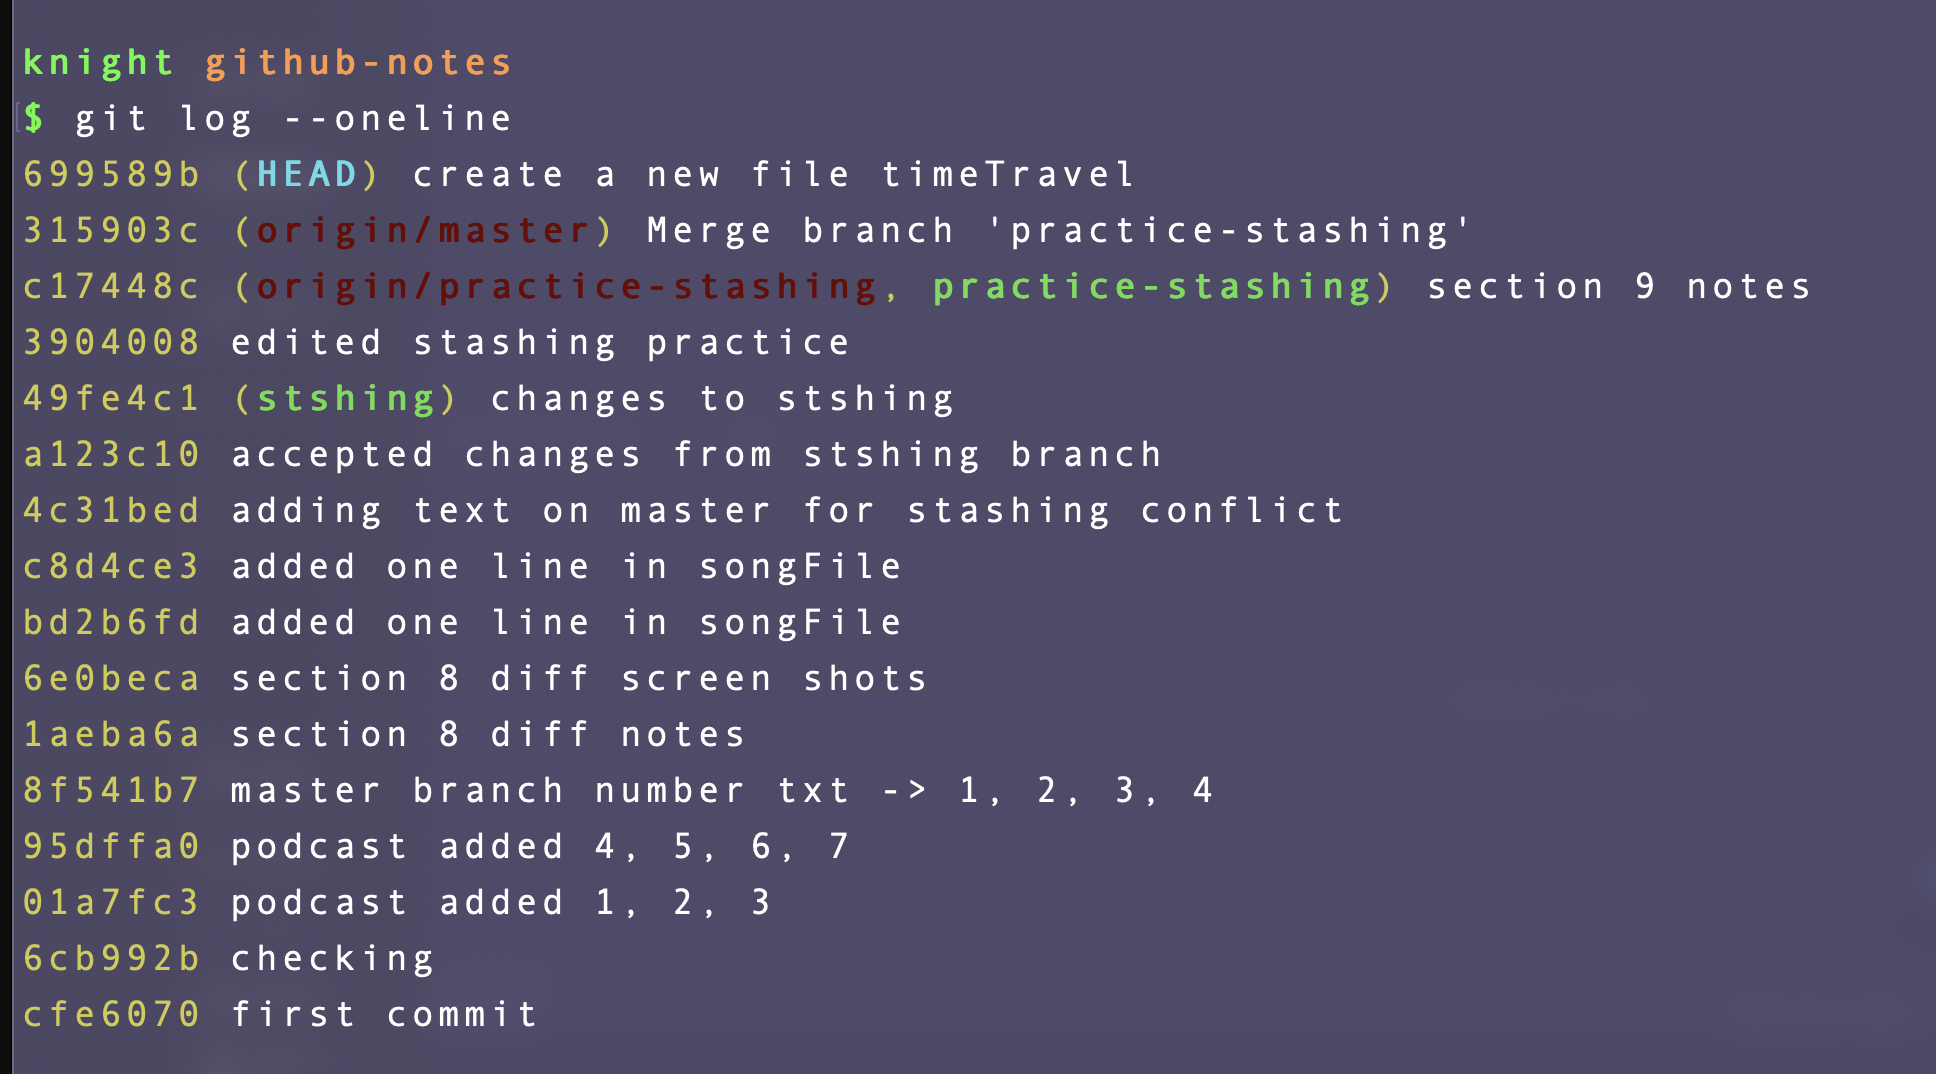 knight github-notes
$ git log --oneline
699589b (HEAD) create a new file timeTravel
315903c (origin/master) Merge branch 'practice-stashing'
c17448c (origin/practice-stashing, practice-stashing) section 9 notes
3904008 edited stashing practice
49fe4c1 (stshing) changes to stshing
a123c10 accepted changes from stshing branch
4c31bed adding text on master for stashing conflict
c8d4ce3 added one line in songFile
bd2b6fd added one line in songFile
6e0beca section 8 diff screen shots
1aeba6a section 8 diff notes
8f541b7 master branch number txt -> 1, 2, 3, 4
95dffa0 podcast added 4, 5, 6, 7
01a7fc3 podcast added 1, 2, 3
6cb992b checking
cfe6070 first commit